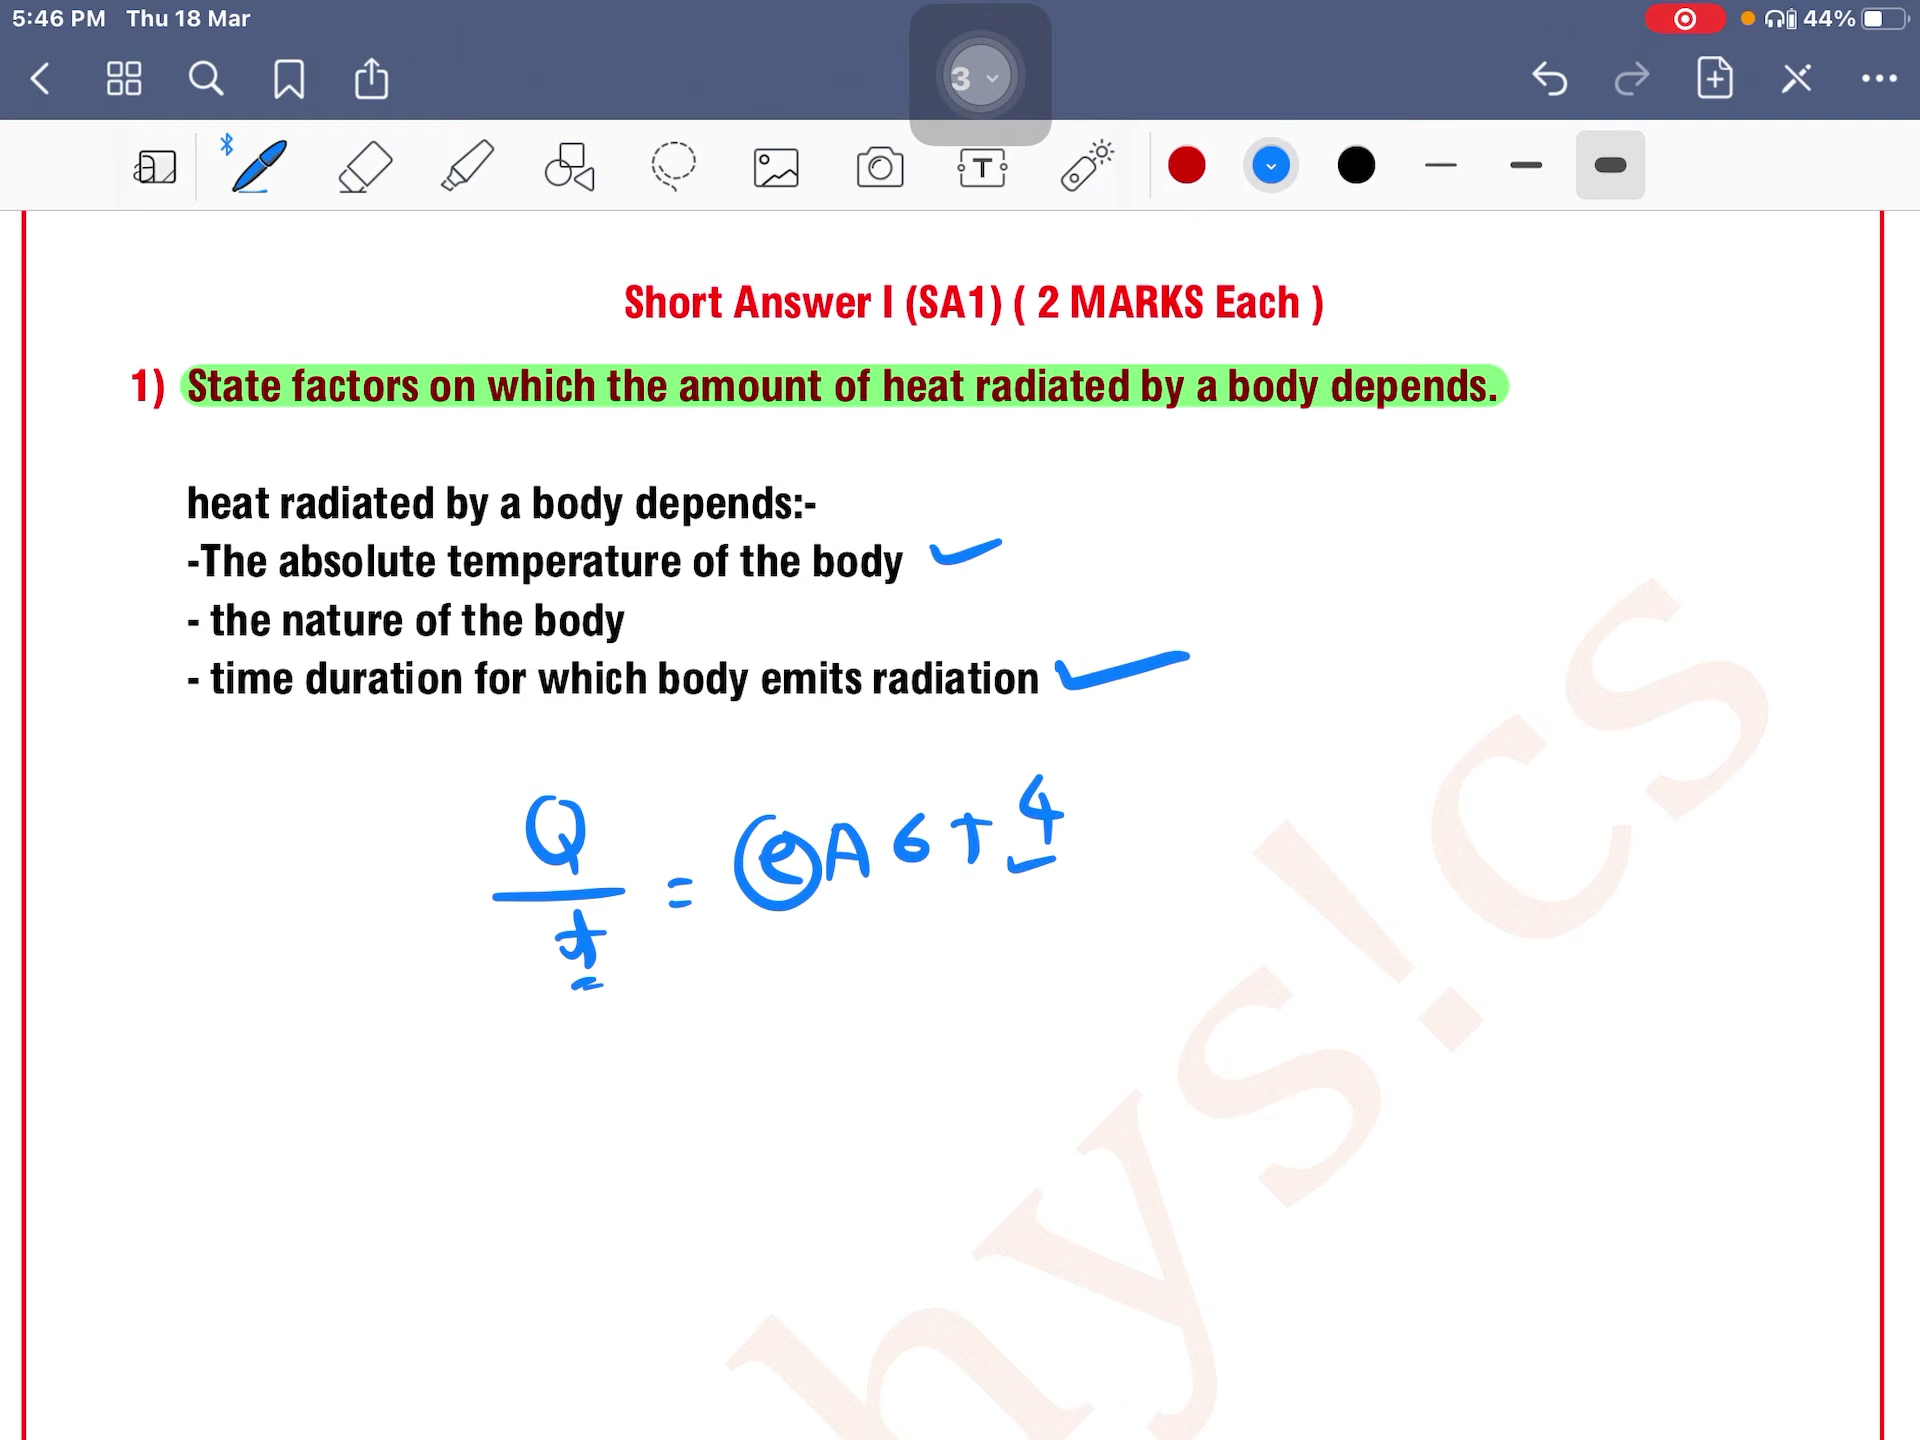 5:46 PM Thu 18 Mar
44%
3
T
Short Answer I (SA1) ( 2 MARKS Each )
1) State factors on which the amount of heat radiated by a body depends.
heat radiated by a body depends:-
-The absolute temperature of the body
- the nature of the body
- time duration for which body emits radiation
Q/t = eAσT⁴
hys!cs